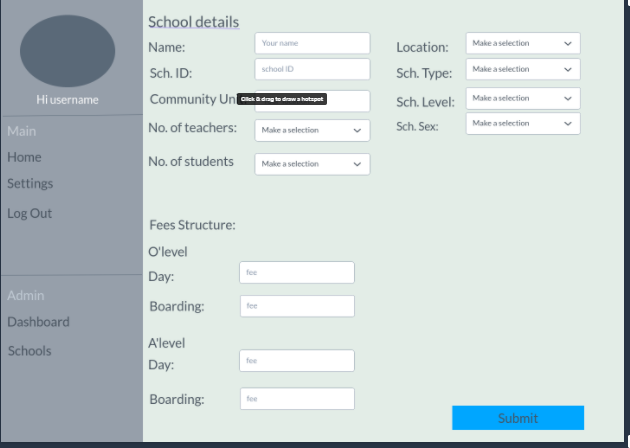 Hi username
Main
Home
Settings
Log Out
Admin
Dashboard
Schools
School details
Name:
Your name
Sch. ID:
school ID
Community Un
Click & drag to draw a hotspot
No. of teachers:
Make a selection
No. of students
Make a selection
Location:
Make a selection
Sch. Type:
Make a selection
Sch. Level:
Make a selection
Sch. Sex:
Make a selection
Fees Structure:
O'level
Day:
fee
Boarding:
fee
A'level
Day:
fee
Boarding:
fee
Submit